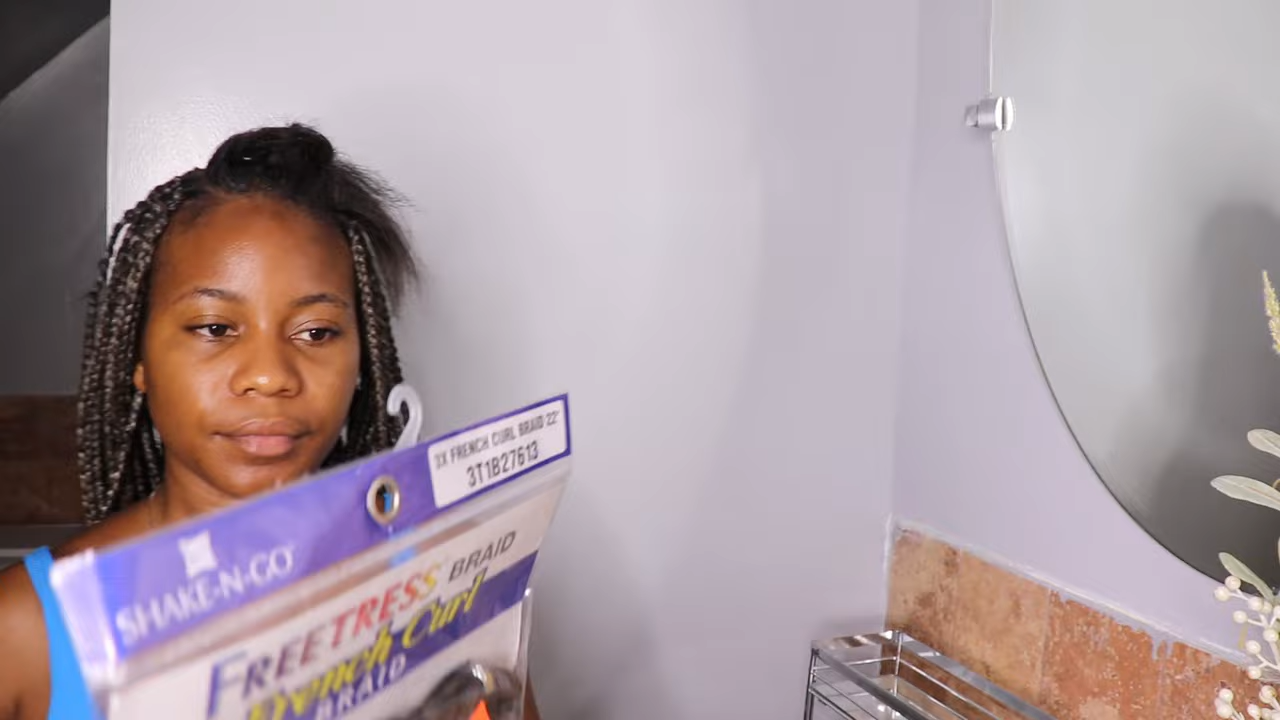 3X FRENCH CURL BRAID 22"
3T1B27613
SHAKE-N-GO
FREETRESS BRAID
French Curl
BRAID